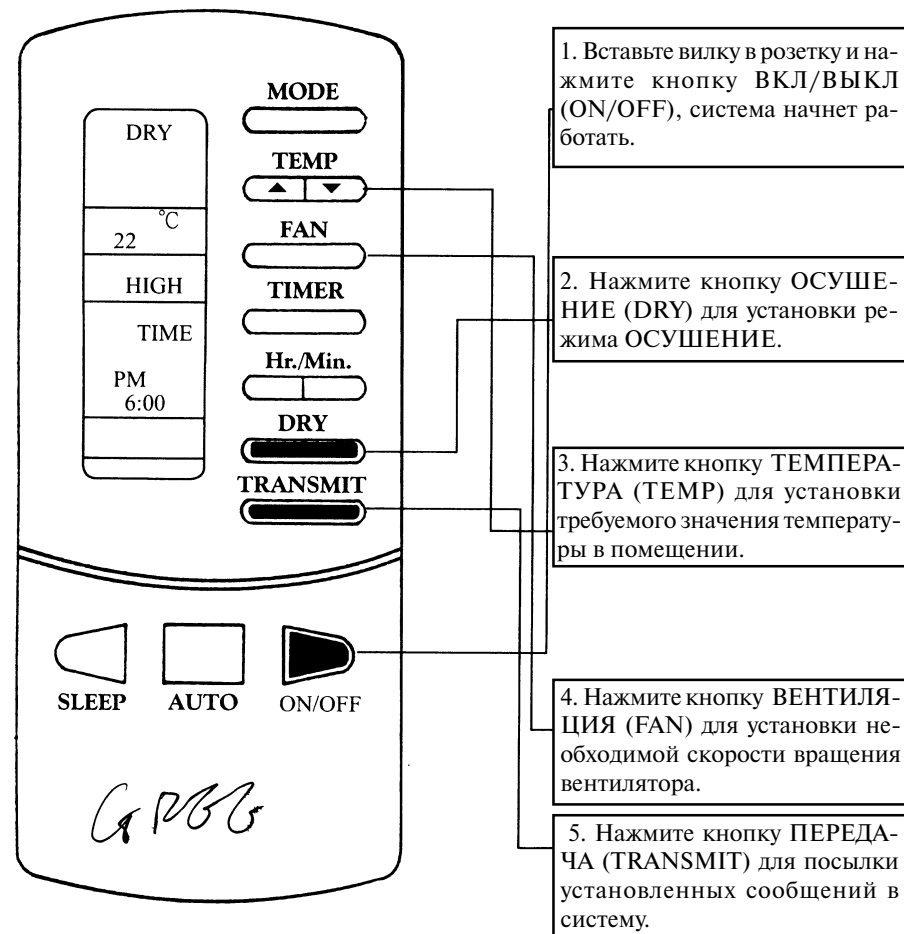 MODE
DRY
TEMP
°C
22
FAN
HIGH
TIMER
TIME
Hr./Min.
PM
6:00
DRY
TRANSMIT
SLEEP AUTO ON/OFF
GREE
1. Вставьте вилку в розетку и на-
жмите кнопку ВКЛ/ВЫКЛ
(ON/OFF), система начнет ра-
ботать.
2. Нажмите кнопку ОСУШЕ-
НИЕ (DRY) для установки ре-
жима ОСУШЕНИЕ.
3. Нажмите кнопку ТЕМПЕРА-
ТУРА (TEMP) для установки
требуемого значения температу-
ры в помещении.
4. Нажмите кнопку ВЕНТИЛЯ-
ЦИЯ (FAN) для установки не-
обходимой скорости вращения
вентилятора.
5. Нажмите кнопку ПЕРЕДА-
ЧА (TRANSMIT) для посылки
установленных сообщений в
систему.